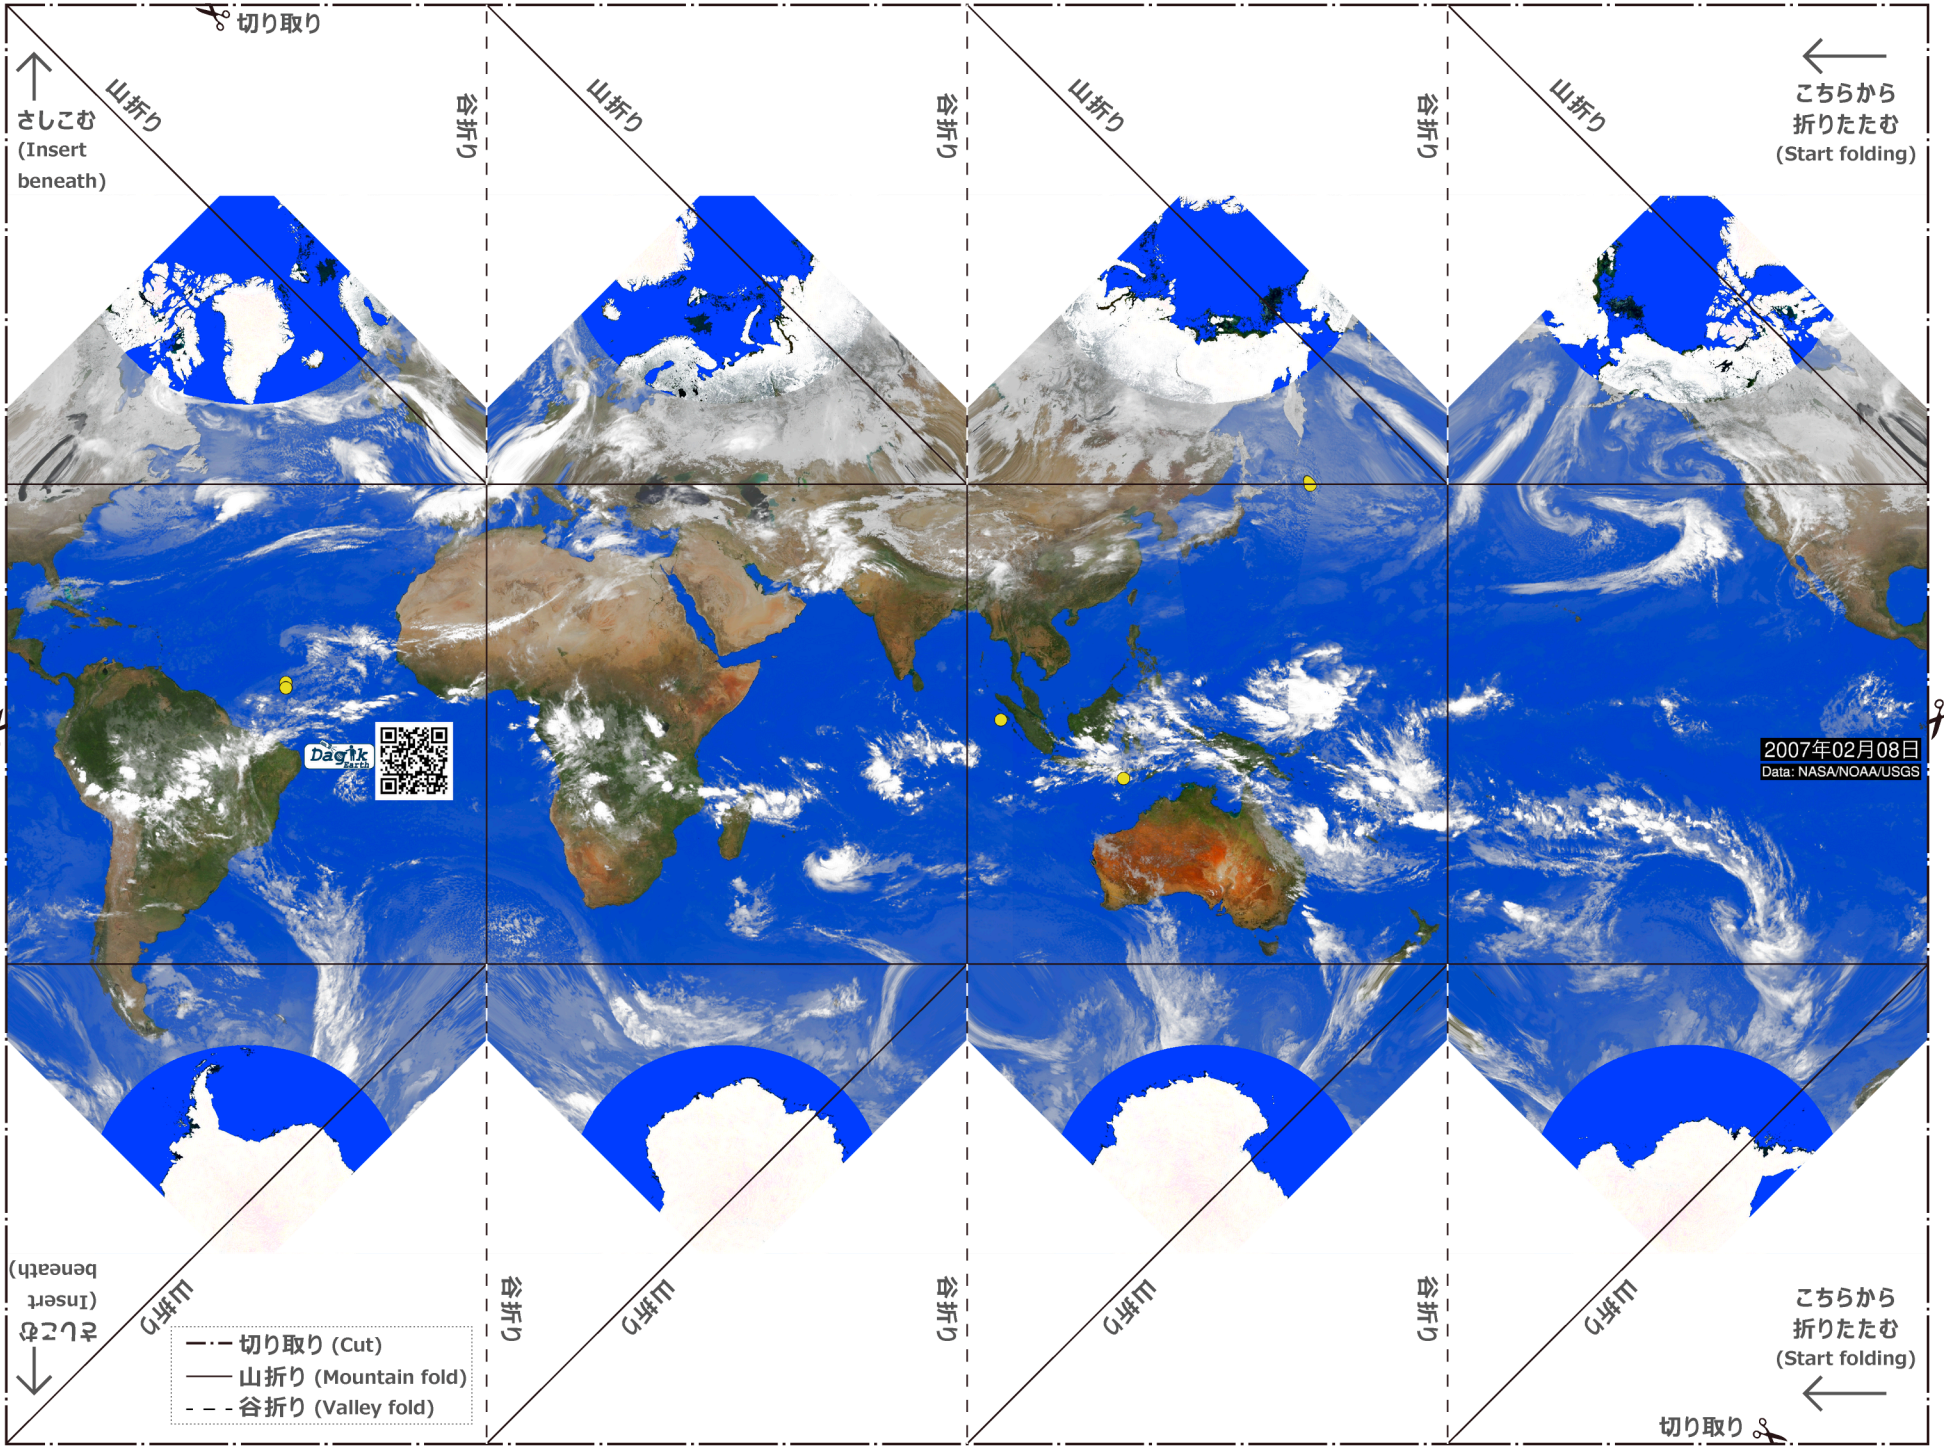 切り取り
山折り
谷折り
山折り
谷折り
山折り
谷折り
山折り
さしこむ
(Insert
beneath)
こちらから
折りたたむ
(Start folding)
Dagik
Earth
2007年02月08日
Data: NASA/NOAA/USGS
さしこむ
(Insert
beneath)
山折り
谷折り
山折り
谷折り
山折り
谷折り
山折り
こちらから
折りたたむ
(Start folding)
切り取り (Cut)
山折り (Mountain fold)
谷折り (Valley fold)
切り取り